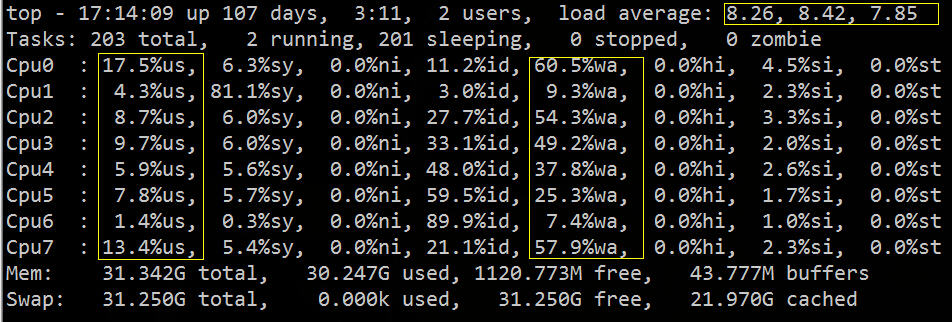 top - 17:14:09 up 107 days,  3:11,  2 users,  load average: 8.26, 8.42, 7.85
Tasks: 203 total,   2 running, 201 sleeping,   0 stopped,   0 zombie
Cpu0  : 17.5%us,  6.3%sy,  0.0%ni, 11.2%id, 60.5%wa,  0.0%hi,  4.5%si,  0.0%st
Cpu1  :  4.3%us, 81.1%sy,  0.0%ni,  3.0%id,  9.3%wa,  0.0%hi,  2.3%si,  0.0%st
Cpu2  :  8.7%us,  6.0%sy,  0.0%ni, 27.7%id, 54.3%wa,  0.0%hi,  3.3%si,  0.0%st
Cpu3  :  9.7%us,  6.0%sy,  0.0%ni, 33.1%id, 49.2%wa,  0.0%hi,  2.0%si,  0.0%st
Cpu4  :  5.9%us,  5.6%sy,  0.0%ni, 48.0%id, 37.8%wa,  0.0%hi,  2.6%si,  0.0%st
Cpu5  :  7.8%us,  5.7%sy,  0.0%ni, 59.5%id, 25.3%wa,  0.0%hi,  1.7%si,  0.0%st
Cpu6  :  1.4%us,  0.3%sy,  0.0%ni, 89.9%id,  7.4%wa,  0.0%hi,  1.0%si,  0.0%st
Cpu7  : 13.4%us,  5.4%sy,  0.0%ni, 21.1%id, 57.9%wa,  0.0%hi,  2.3%si,  0.0%st
Mem:    31.342G total,   30.247G used, 1120.773M free,   43.777M buffers
Swap:   31.250G total,    0.000k used,   31.250G free,   21.970G cached